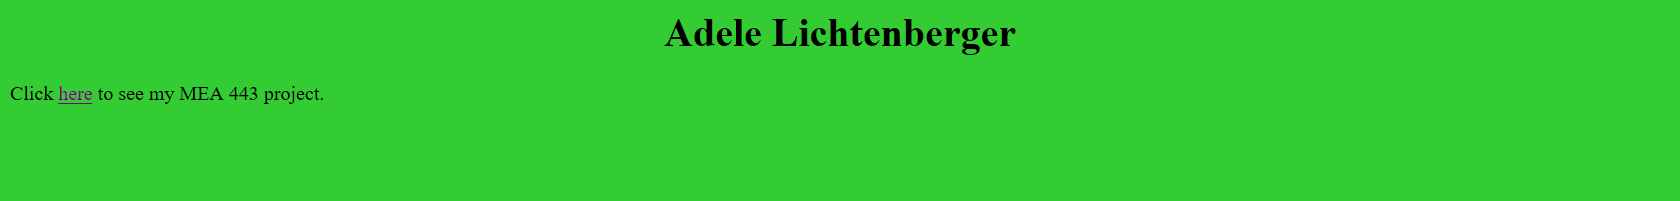 Adele Lichtenberger
Click here to see my MEA 443 project.